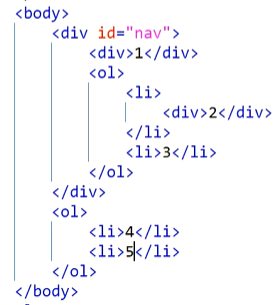 <body>
    <div id="nav">
        <div>1</div>
        <ol>
            <li>
                <div>2</div>
            </li>
            <li>3</li>
        </ol>
    </div>
    <ol>
        <li>4</li>
        <li>5</li>
    </ol>
</body>